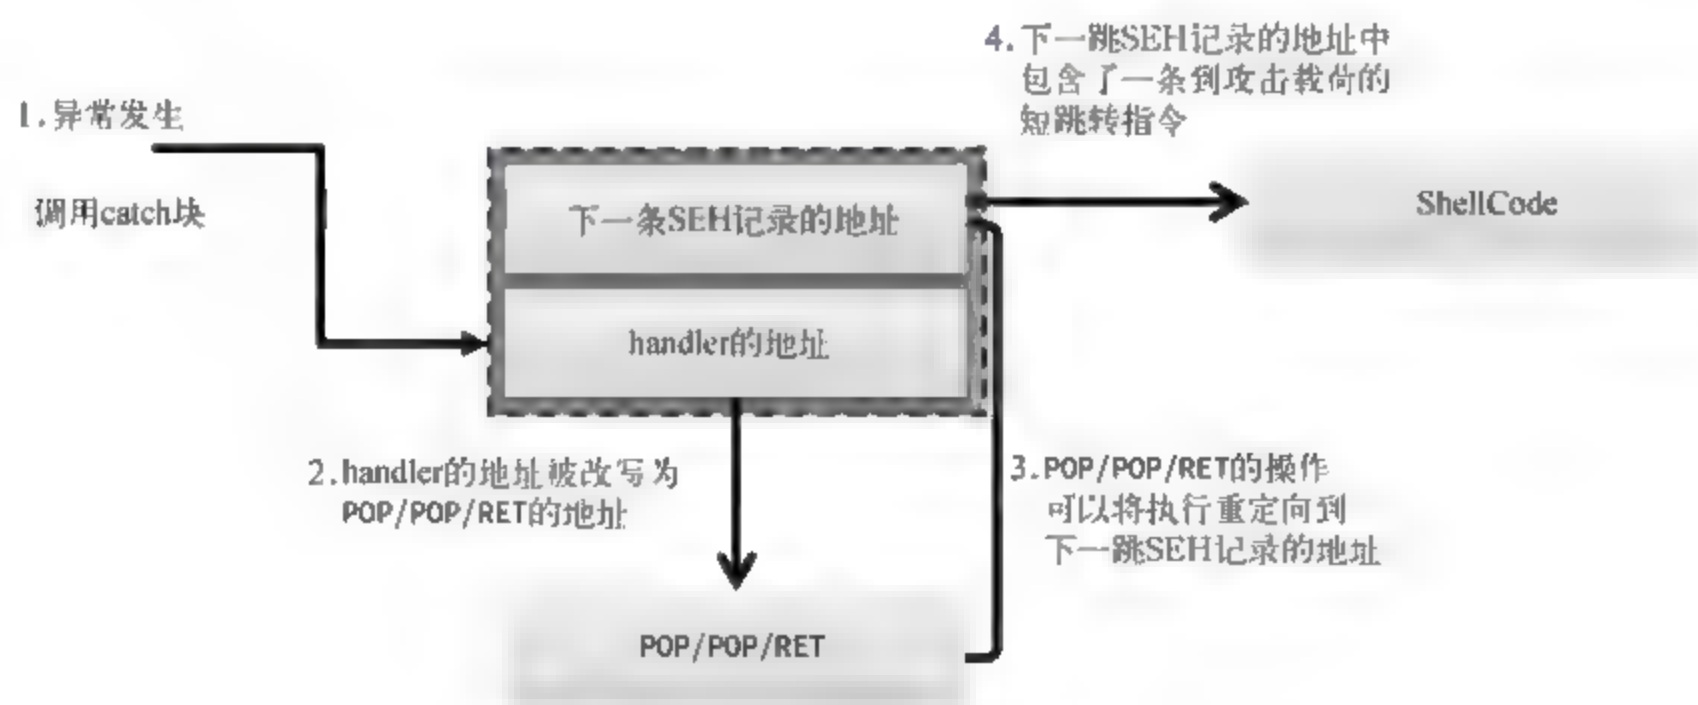 1.异常发生
调用catch块
4.下一跳SEH记录的地址中
包含了一条到攻击载荷的
短跳转指令
下一条SEH记录的地址
ShellCode
handler的地址
2.handler的地址被改写为
POP/POP/RET的地址
3.POP/POP/RET的操作
可以将执行重定向到
下一跳SEH记录的地址
POP/POP/RET